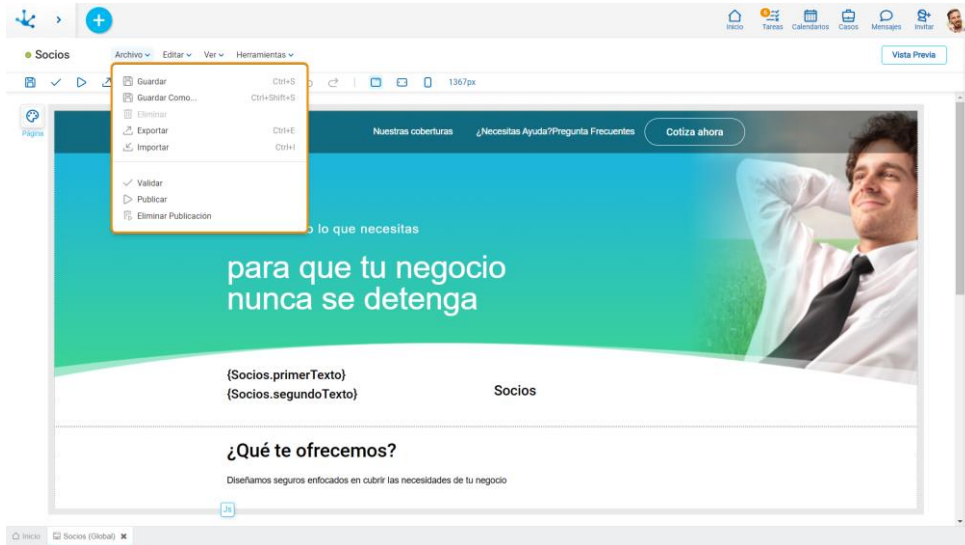 6
Inicio Tareas Calendarios Casos Mensajes Invitar
Socios Archivo Editar Ver Herramientas Vista Previa
1367px
Página
Guardar Ctrl+S
Guardar Como... Ctrl+Shift+S
Eliminar
Exportar Ctrl+E
Importar Ctrl+I
Validar
Publicar
Eliminar Publicación
Nuestras coberturas ¿Necesitas Ayuda?Pregunta Frecuentes Cotiza ahora
lo que necesitas
para que tu negocio
nunca se detenga
{Socios.primerTexto}
{Socios.segundoTexto}
Socios
¿Qué te ofrecemos?
Diseñamos seguros enfocados en cubrir las necesidades de tu negocio
Js
Inicio Socios (Global)